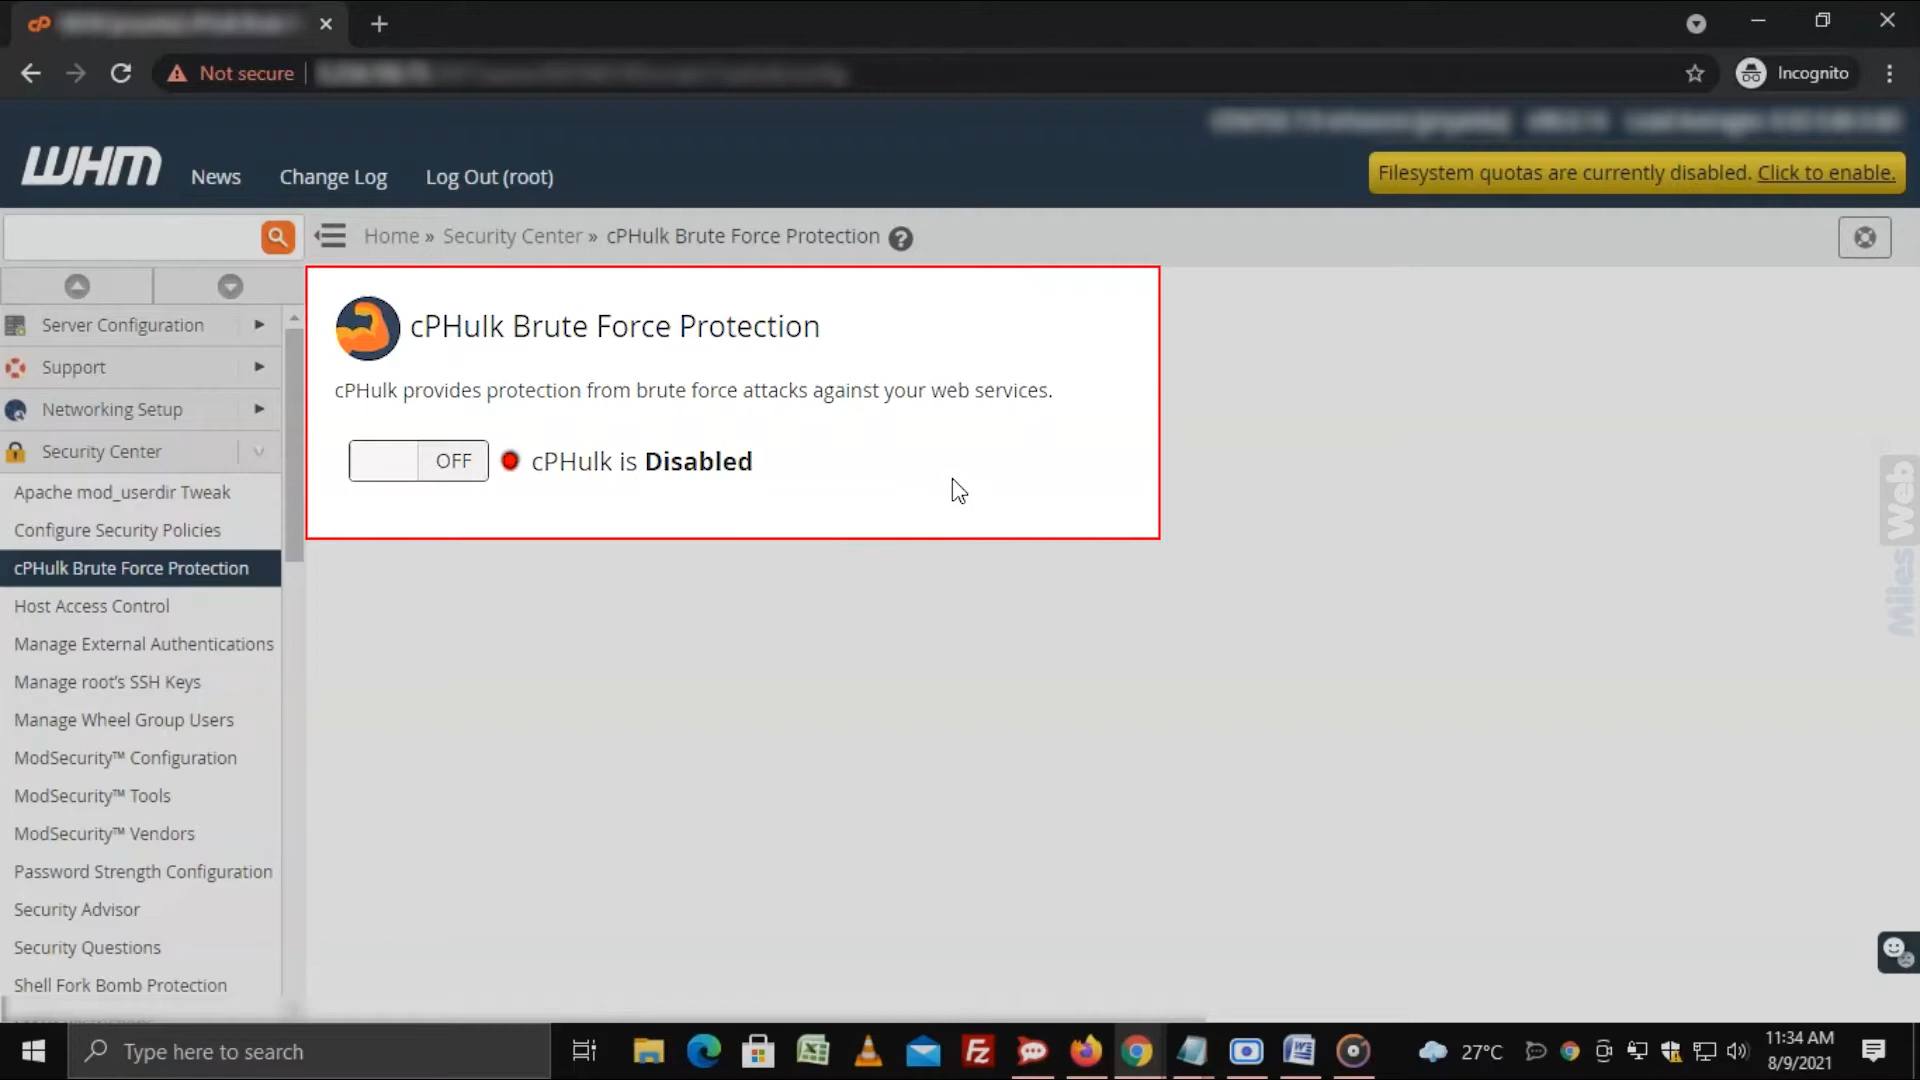 Not secure
Incognito
WHM
News
Change Log
Log Out (root)
Filesystem quotas are currently disabled. Click to enable.
Home » Security Center » cPHulk Brute Force Protection
Server Configuration
Support
Networking Setup
Security Center
Apache mod_userdir Tweak
Configure Security Policies
cPHulk Brute Force Protection
Host Access Control
Manage External Authentications
Manage root's SSH Keys
Manage Wheel Group Users
ModSecurity™ Configuration
ModSecurity™ Tools
ModSecurity™ Vendors
Password Strength Configuration
Security Advisor
Security Questions
Shell Fork Bomb Protection
cPHulk Brute Force Protection
cPHulk provides protection from brute force attacks against your web services.
OFF
cPHulk is Disabled
MilesWeb
Type here to search
27°C
11:34 AM
8/9/2021